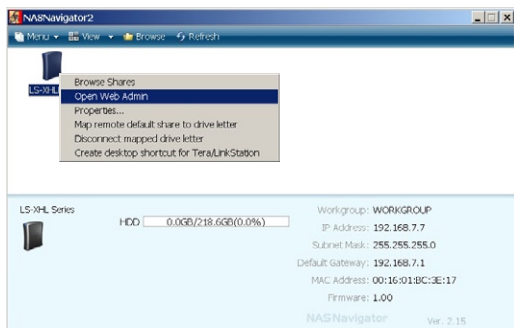 NASNavigator2
Menu View Browse Refresh
Browse Shares
LS-XHL
Open Web Admin
Properties...
Map remote default share to drive letter
Disconnect mapped drive letter
Create desktop shortcut for Tera/LinkStation
LS-XHL Series
HDD 0.0GB/218.6GB(0.0%)
Workgroup: WORKGROUP
IP Address: 192.168.7.7
Subnet Mask: 255.255.255.0
Default Gateway: 192.168.7.1
MAC Address: 00:16:01:BC:3E:17
Firmware: 1.00
NASNavigator Ver. 2.15